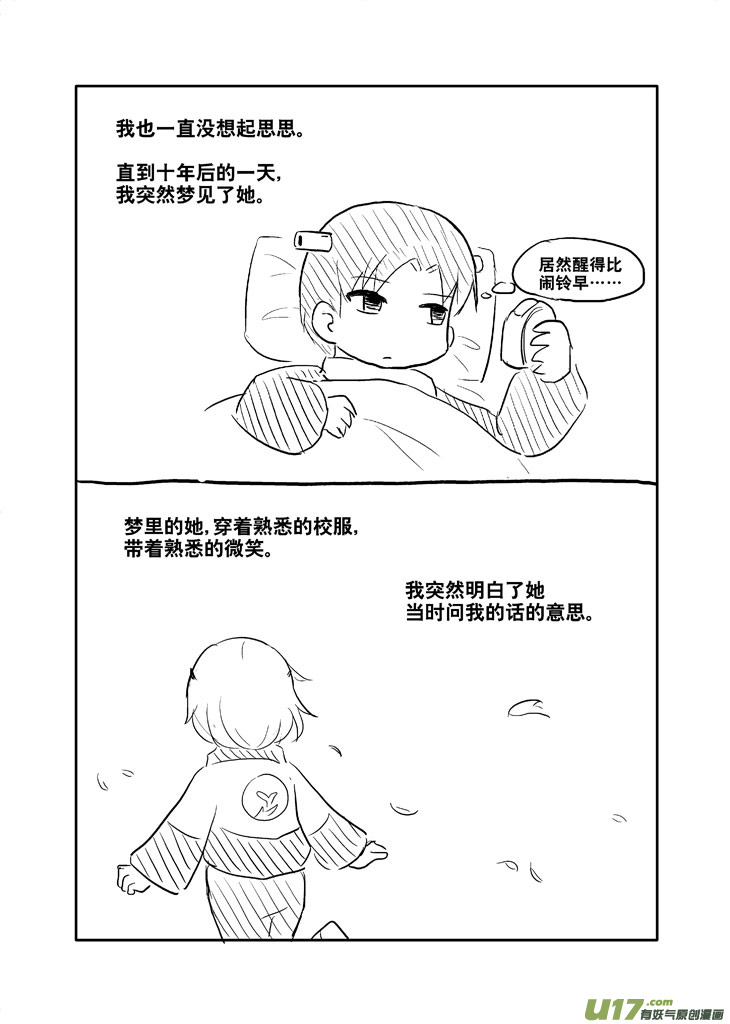 我也一直没想起思思。
直到十年后的一天，
我突然梦见了她。
居然醒得比
闹铃早……
梦里的她，穿着熟悉的校服，
带着熟悉的微笑。
我突然明白了她
当时问我的话的意思。
U17.com
有妖气原创漫画